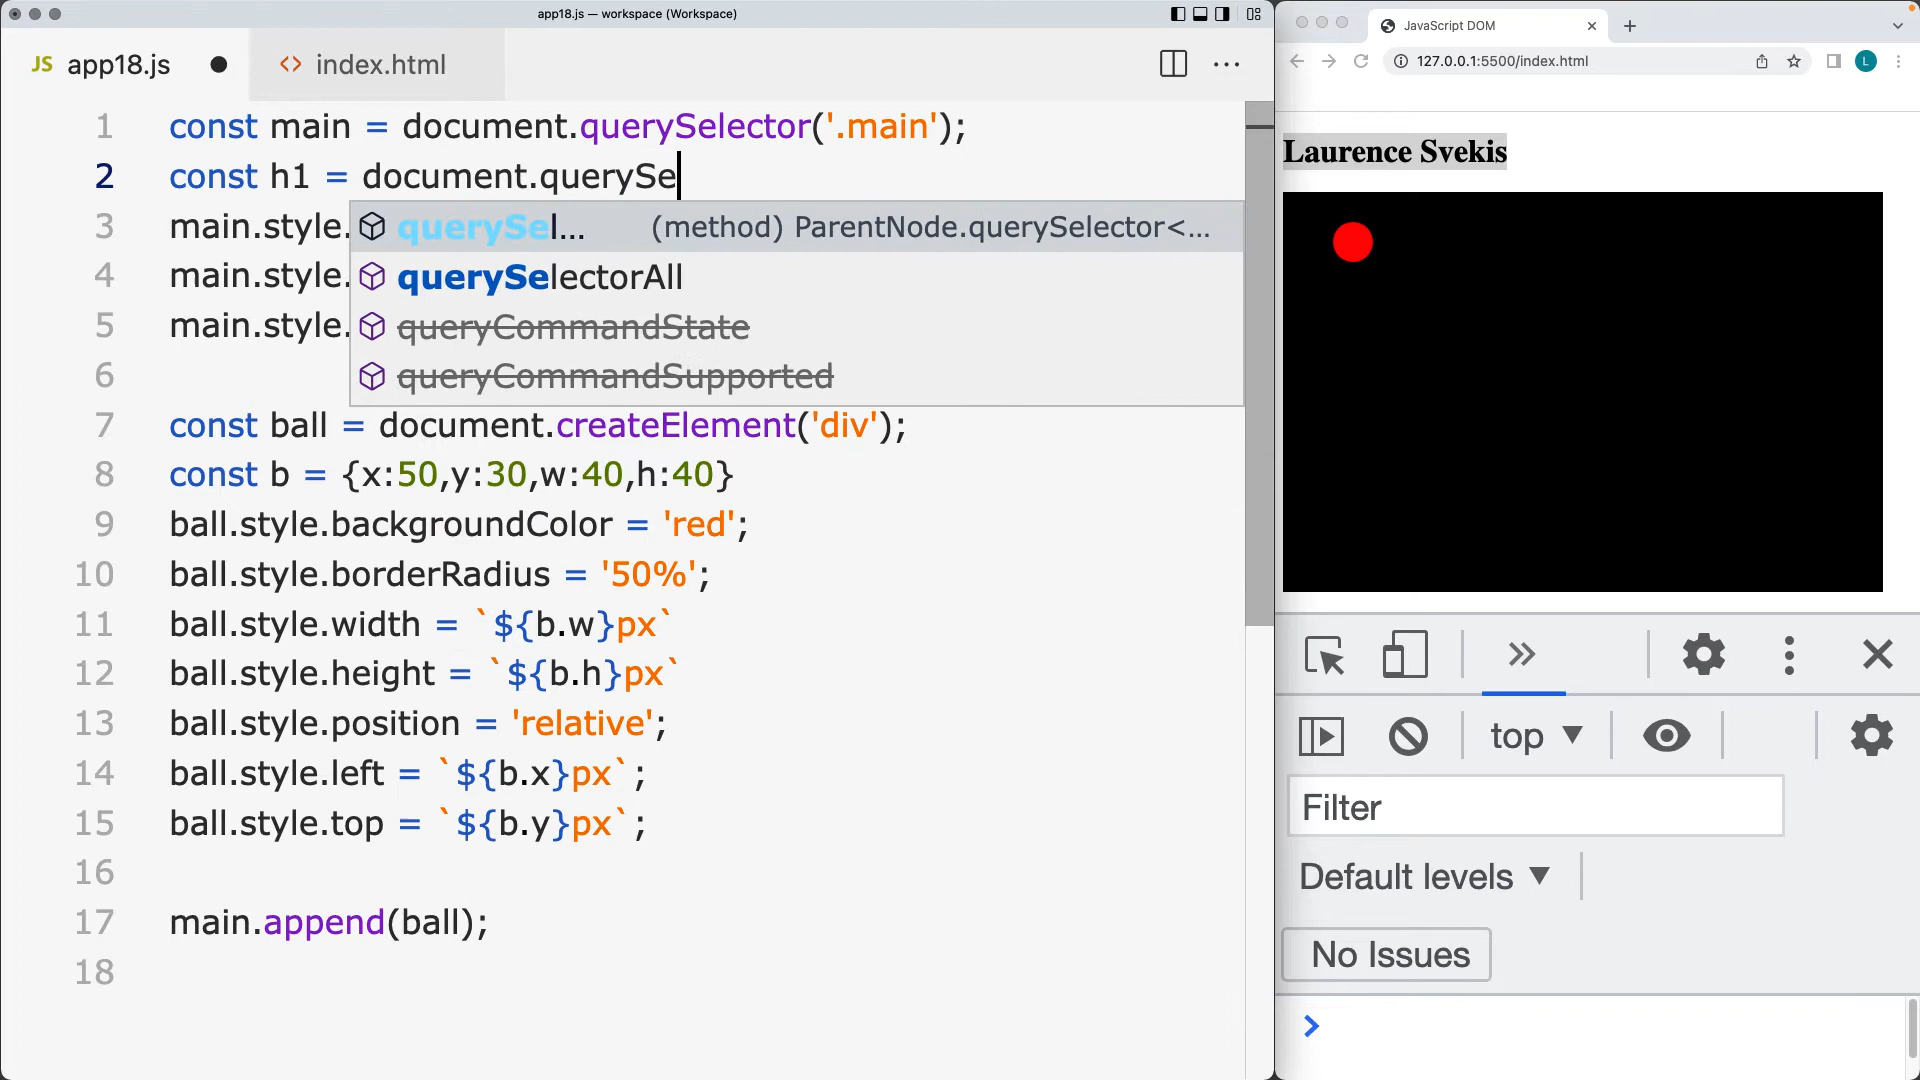 app18.js — workspace (Workspace)
JS app18.js
<> index.html
1 const main = document.querySelector('.main');
2 const h1 = document.querySe
querySel... (method) ParentNode.querySelector<...
querySelectorAll
queryCommandState
queryCommandSupported
3 main.style.
4 main.style.
5 main.style.
6
7 const ball = document.createElement('div');
8 const b = {x:50,y:30,w:40,h:40}
9 ball.style.backgroundColor = 'red';
10 ball.style.borderRadius = '50%';
11 ball.style.width = `${b.w}px`
12 ball.style.height = `${b.h}px`
13 ball.style.position = 'relative';
14 ball.style.left = `${b.x}px`;
15 ball.style.top = `${b.y}px`;
16
17 main.append(ball);
18
JavaScript DOM
127.0.0.1:5500/index.html
L
Laurence Svekis
top
Filter
Default levels
No Issues